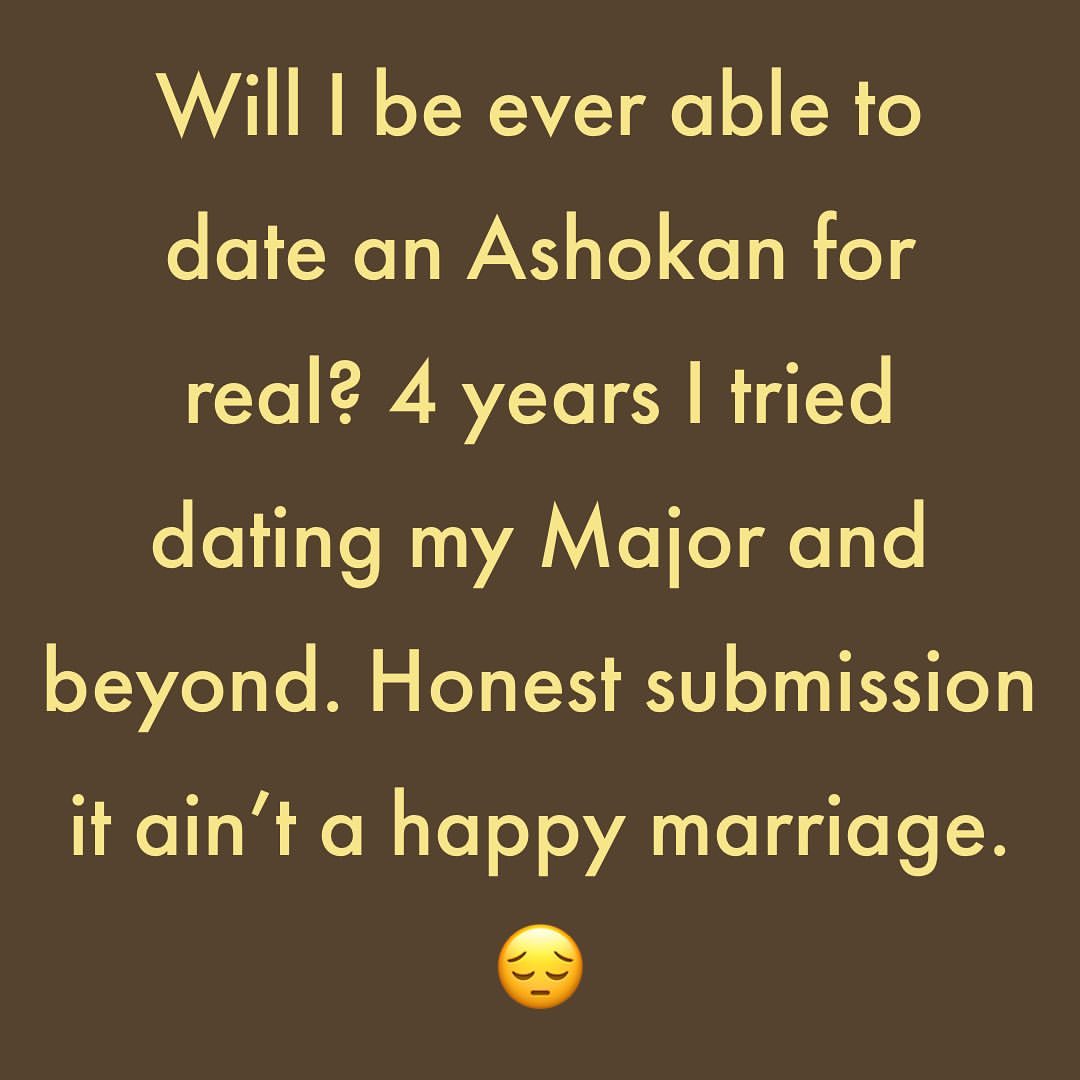 Will I be ever able to
date an Ashokan for
real? 4 years I tried
dating my Major and
beyond. Honest submission
it ain’t a happy marriage.
😔